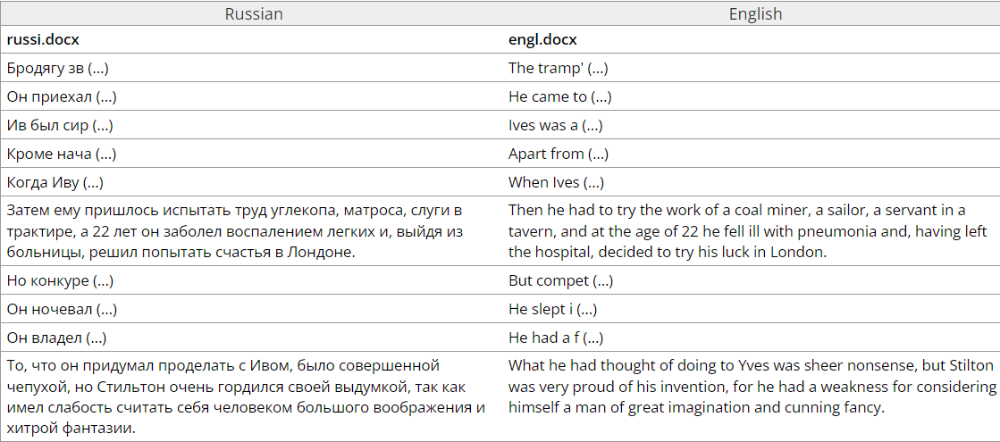 Russian English
russi.docx engl.docx
Бродягу зв (...) The tramp' (...)
Он приехал (...) He came to (...)
Ив был сир (...) Ives was a (...)
Кроме нача (...) Apart from (...)
Когда Иву (...) When Ives (...)
Затем ему пришлось испытать труд углекопа, матроса, слуги в
трактире, а 22 лет он заболел воспалением легких и, выйдя из
больницы, решил попытать счастья в Лондоне.
Then he had to try the work of a coal miner, a sailor, a servant in a
tavern, and at the age of 22 he fell ill with pneumonia and, having left
the hospital, decided to try his luck in London.
Но конкуре (...) But compet (...)
Он ночевал (...) He slept i (...)
Он владел (...) He had a f (...)
То, что он придумал проделать с Ивом, было совершенной
чепухой, но Стильтон очень гордился своей выдумкой, так как
имел слабость считать себя человеком большого воображения и
хитрой фантазии.
What he had thought of doing to Yves was sheer nonsense, but Stilton
was very proud of his invention, for he had a weakness for considering
himself a man of great imagination and cunning fancy.